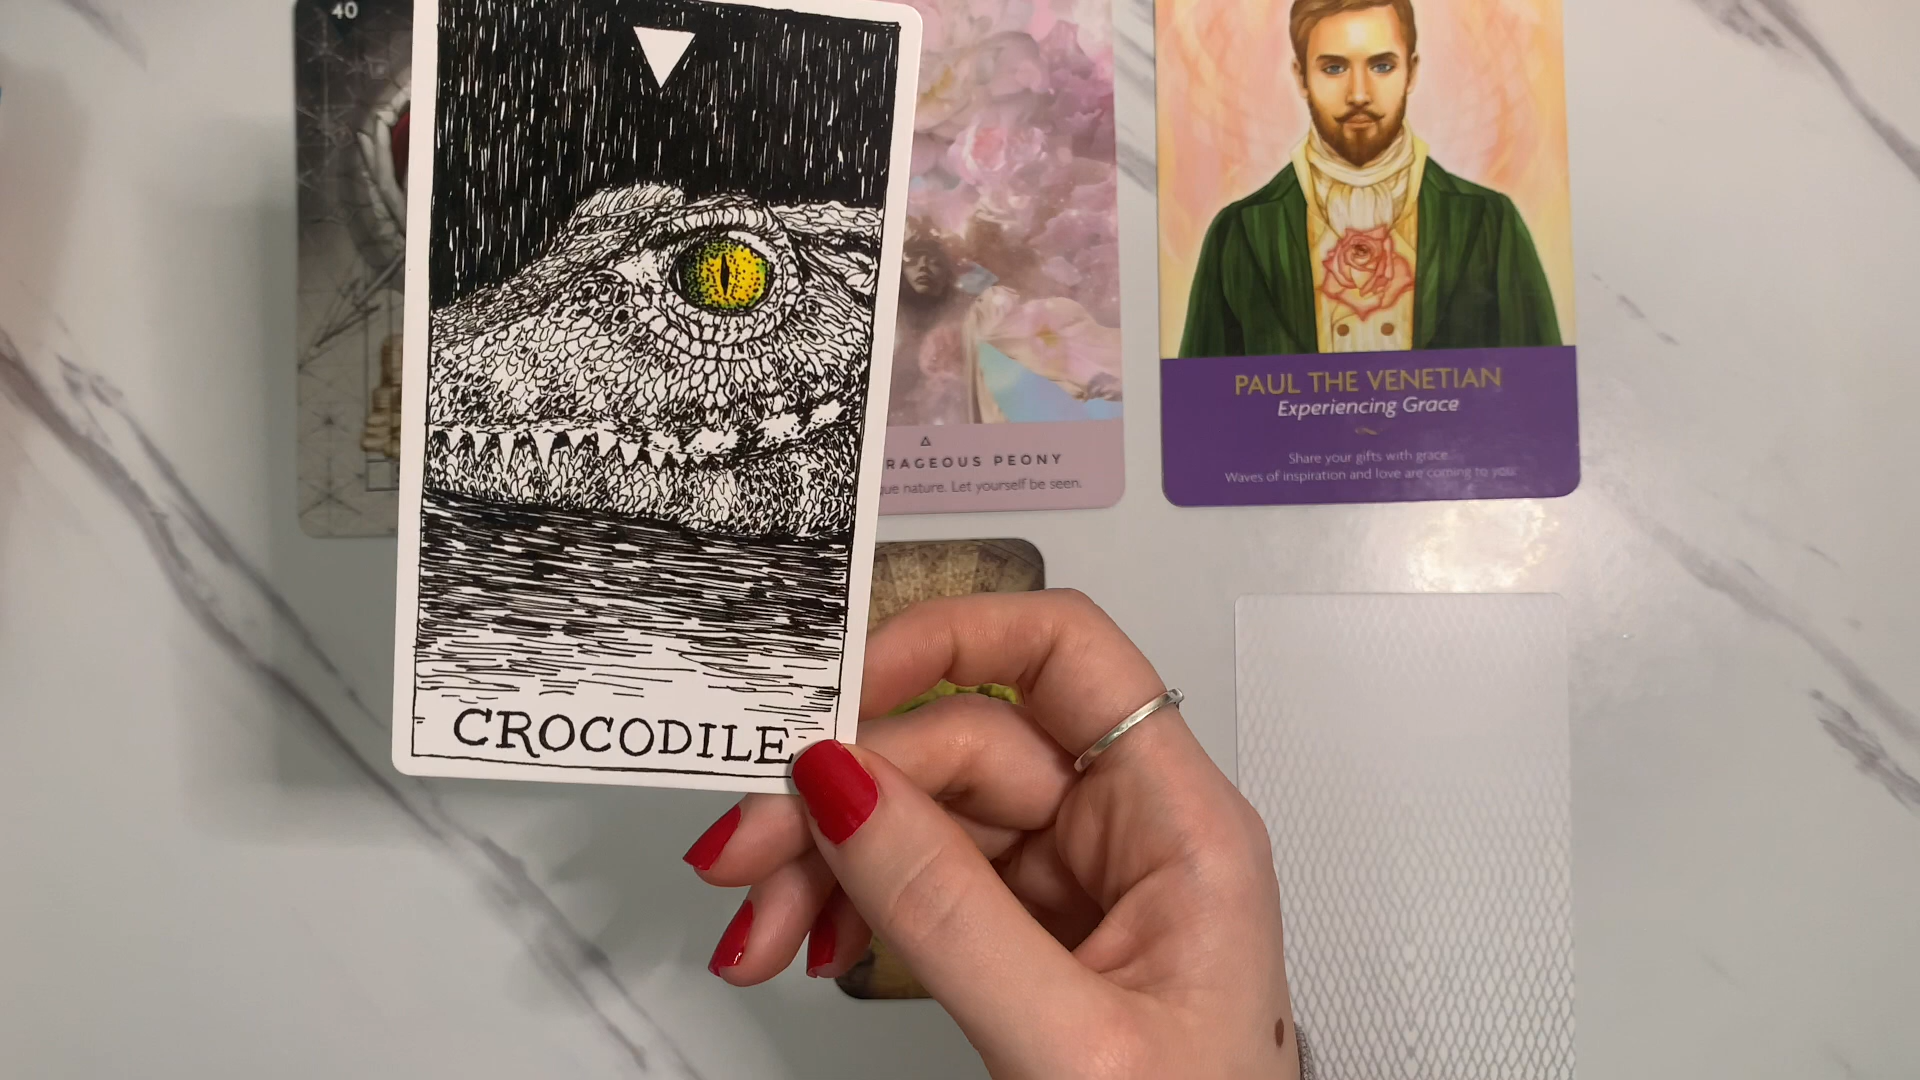 40
CROCODILE
RAGEOUS PEONY
que nature. Let yourself be seen.
PAUL THE VENETIAN
Experiencing Grace
Share your gifts with grace.
Waves of inspiration and love are coming to you.